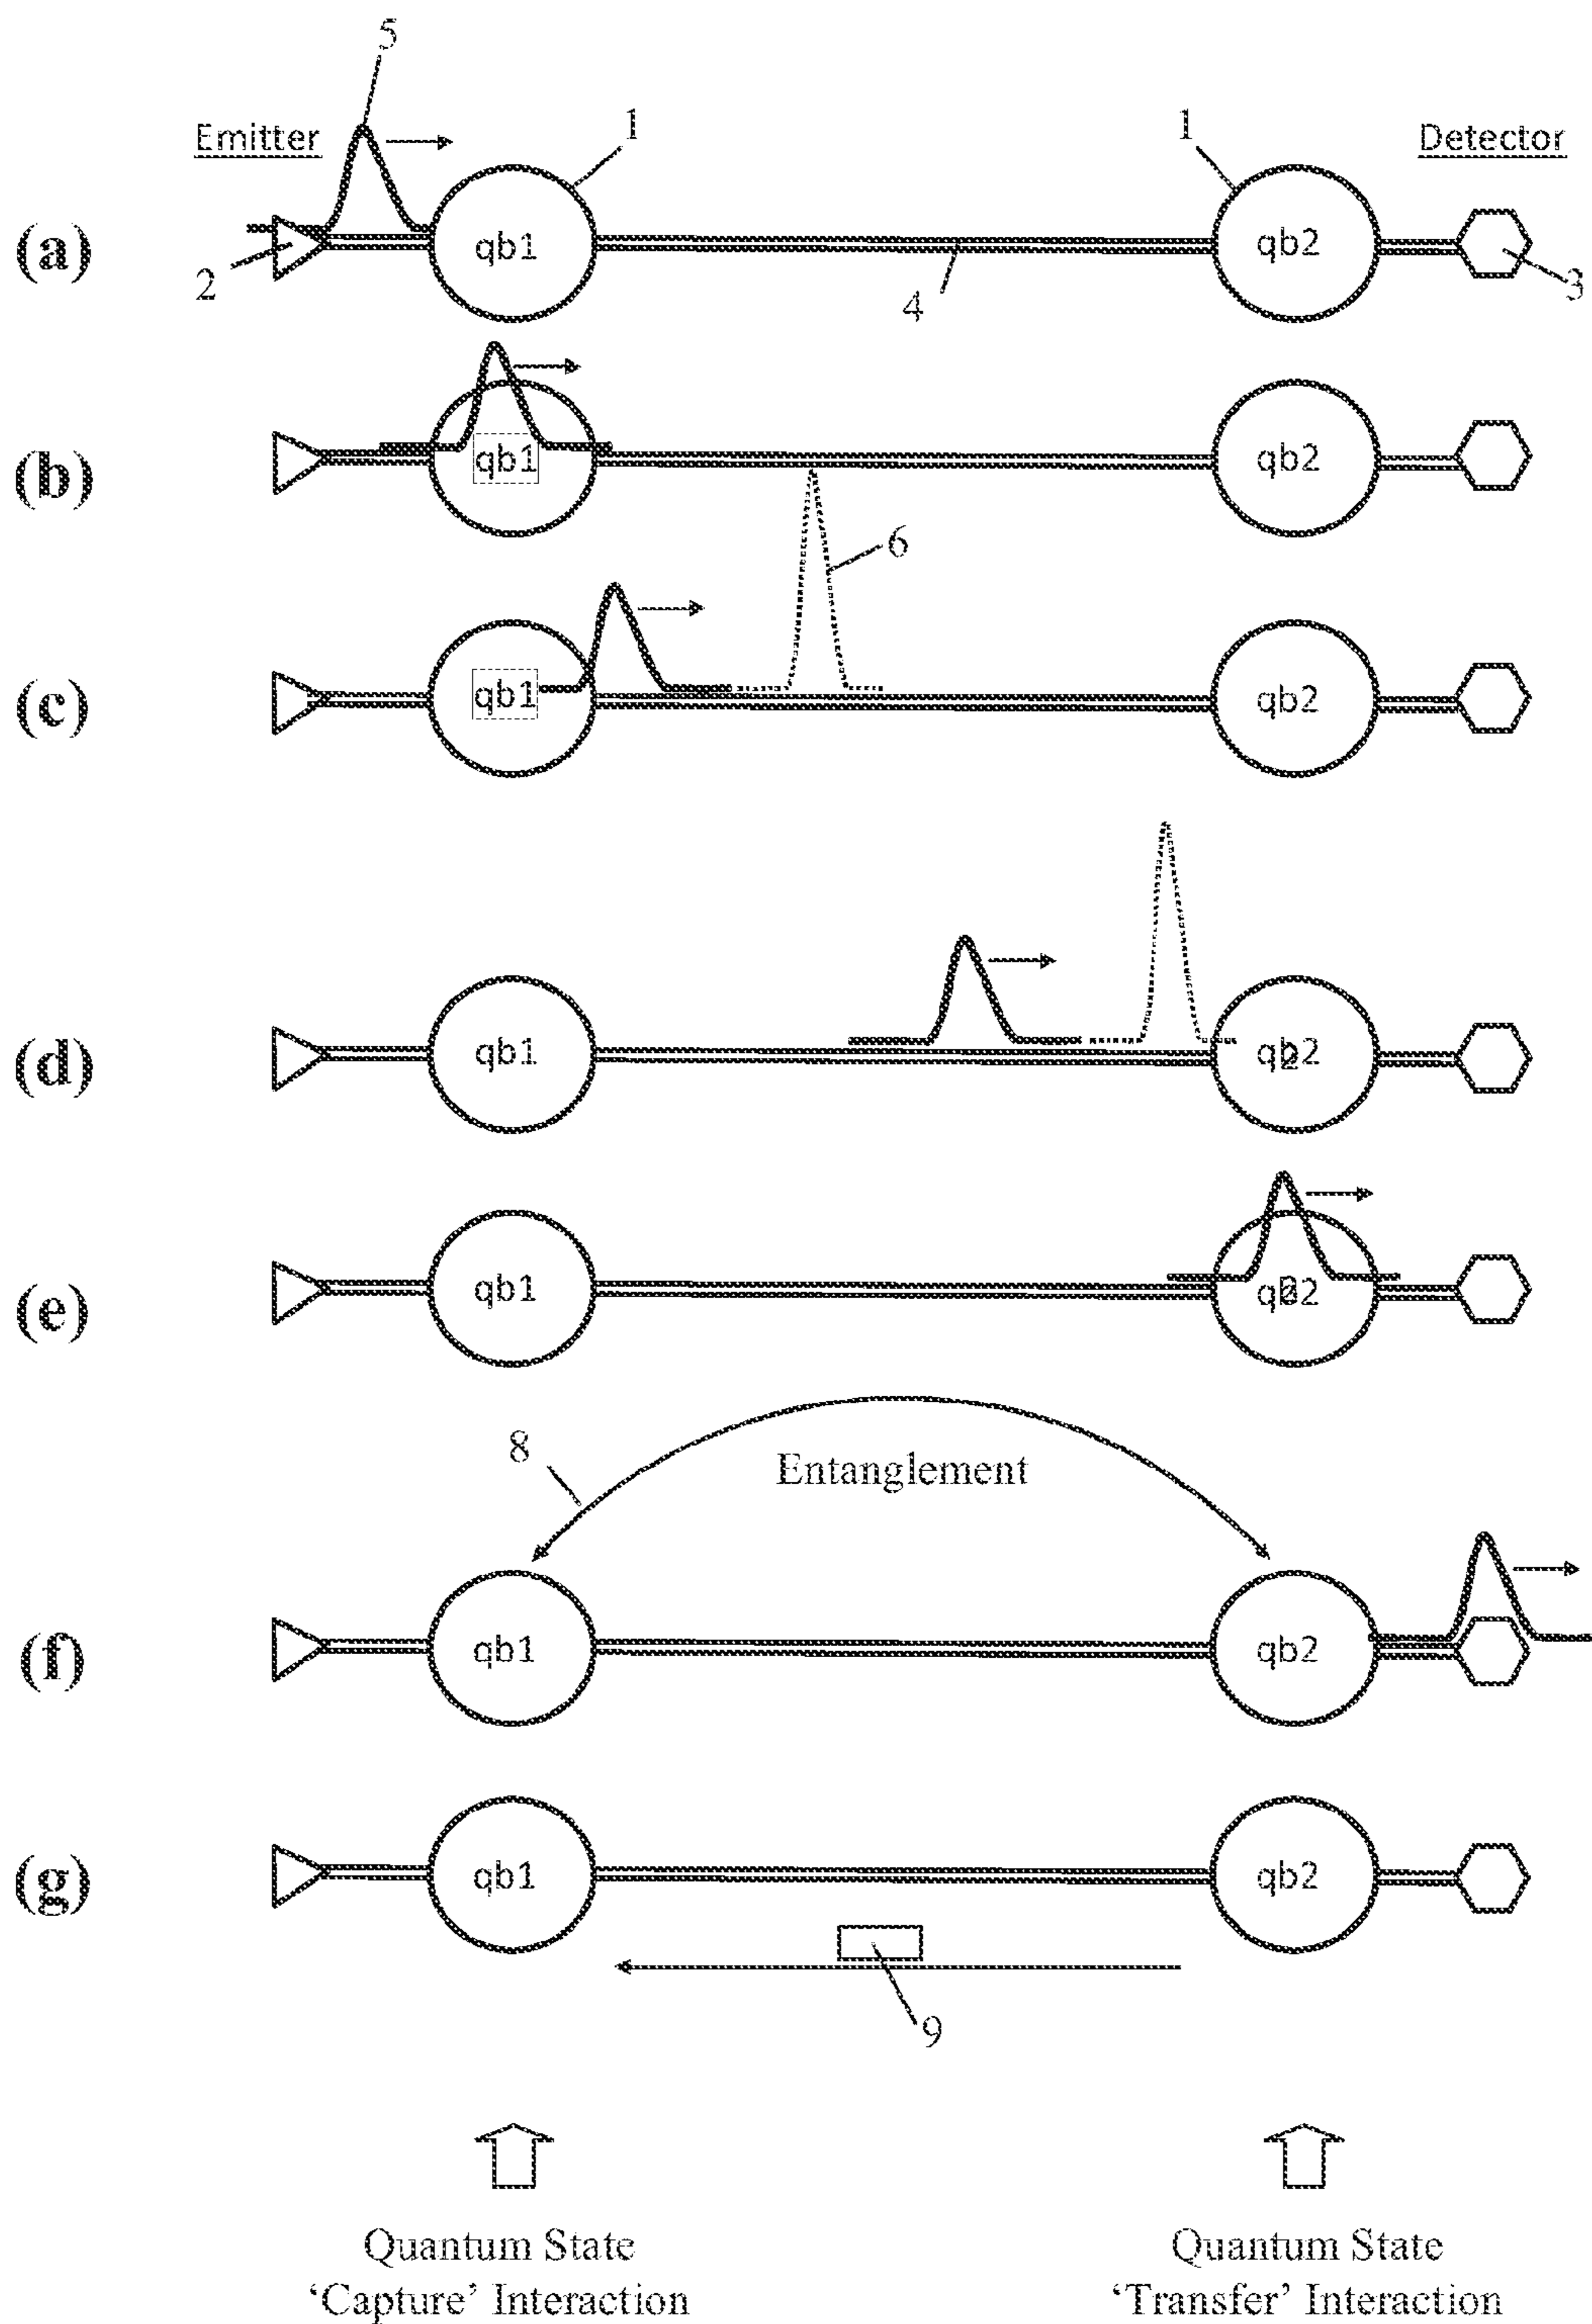 5
Emitter 1 1 Detector
(a) qb1 qb2
2 4 3
(b) qb1 qb2
6
(c) qb1 qb2
(d) qb1 qb2
(e) qb1 qb2
8 Entanglement
(f) qb1 qb2
(g) qb1 qb2
9
Quantum State Quantum State
‘Capture’ Interaction ‘Transfer’ Interaction